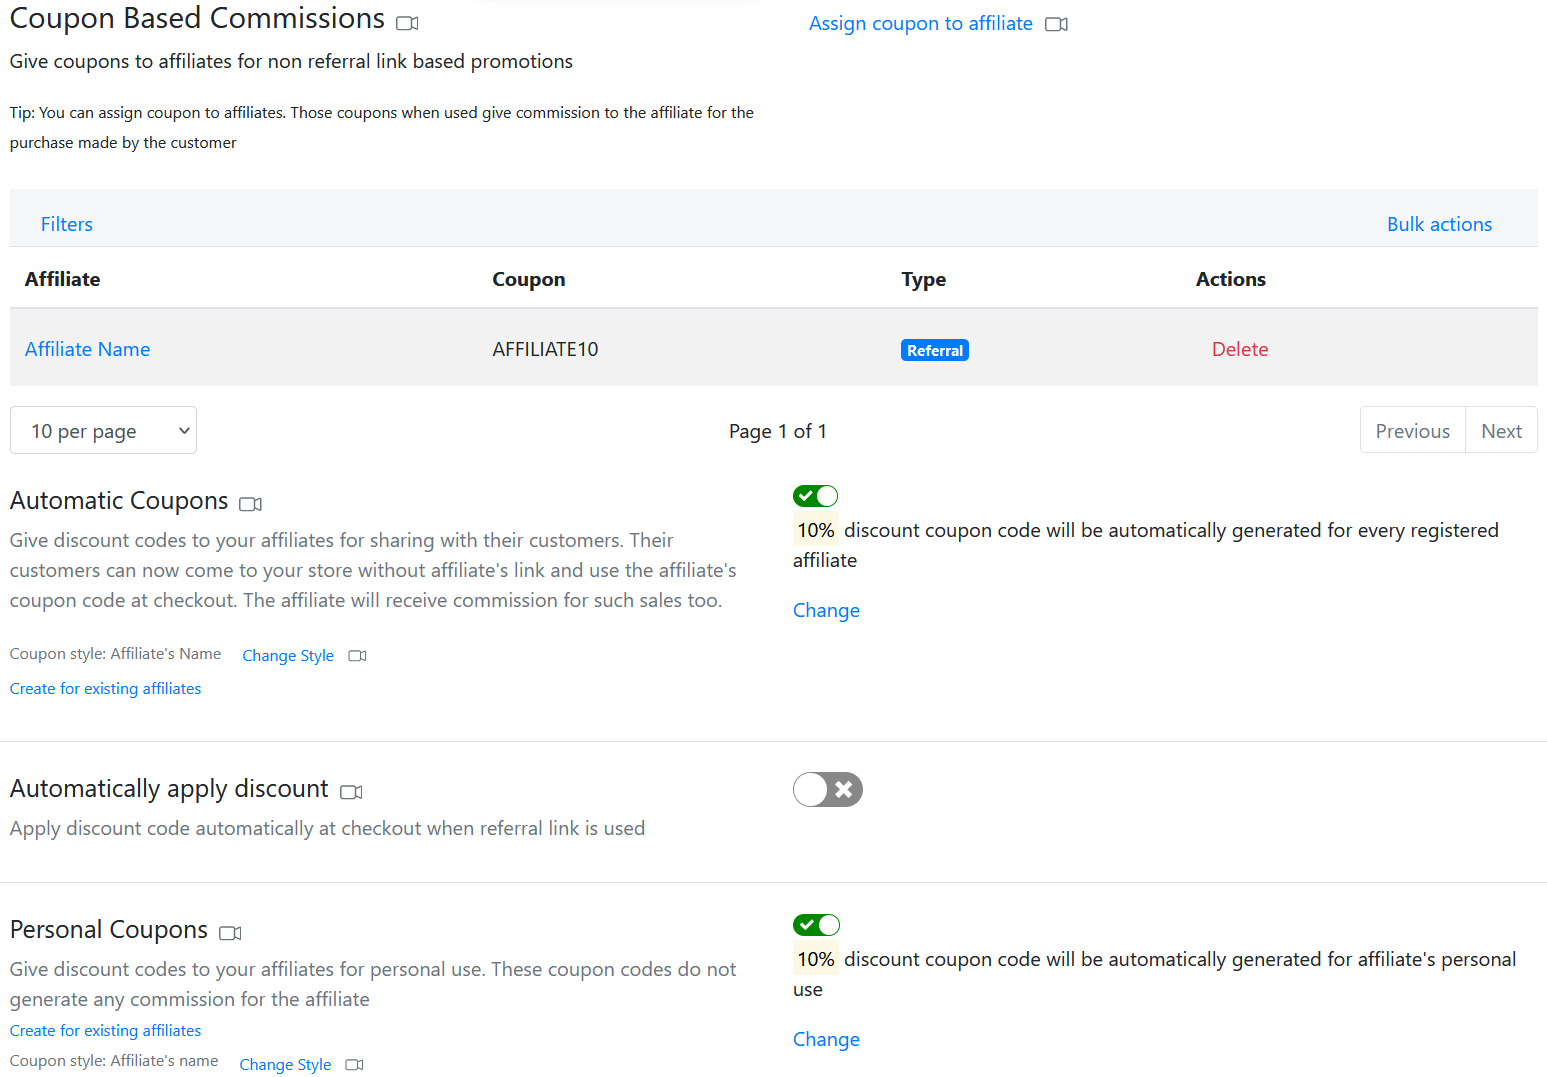 Coupon Based Commissions
Assign coupon to affiliate
Give coupons to affiliates for non referral link based promotions
Tip: You can assign coupon to affiliates. Those coupons when used give commission to the affiliate for the
purchase made by the customer
Filters
Bulk actions
Affiliate Coupon Type Actions
Affiliate Name AFFILIATE10 Referral Delete
10 per page
Page 1 of 1
Previous Next
Automatic Coupons
Give discount codes to your affiliates for sharing with their customers. Their
customers can now come to your store without affiliate's link and use the affiliate's
coupon code at checkout. The affiliate will receive commission for such sales too.
Coupon style: Affiliate's Name Change Style
Create for existing affiliates
10% discount coupon code will be automatically generated for every registered
affiliate
Change
Automatically apply discount
Apply discount code automatically at checkout when referral link is used
Personal Coupons
Give discount codes to your affiliates for personal use. These coupon codes do not
generate any commission for the affiliate
Create for existing affiliates
Coupon style: Affiliate's name Change Style
10% discount coupon code will be automatically generated for affiliate's personal
use
Change